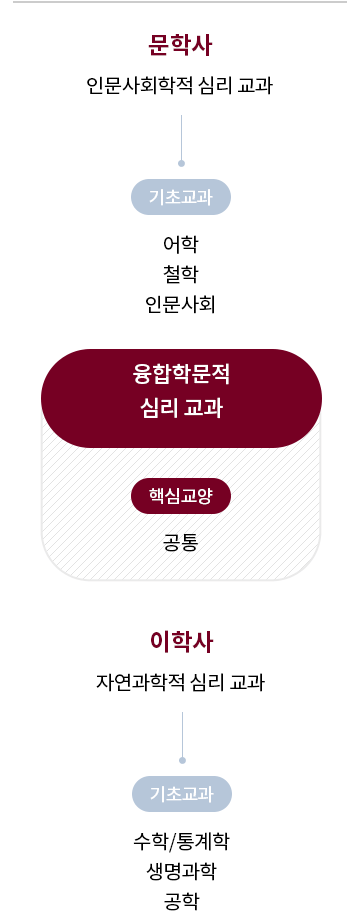 문학사
인문사회학적 심리 교과
기초교과
어학
철학
인문사회
융합학문적
심리 교과
핵심교양
공통
이학사
자연과학적 심리 교과
기초교과
수학/통계학
생명과학
공학